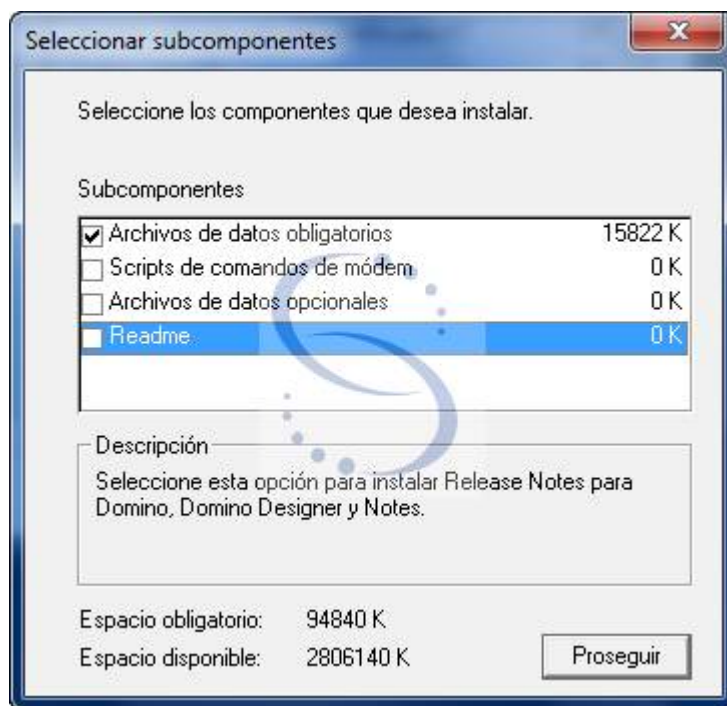 Seleccionar subcomponentes
Seleccione los componentes que desea instalar.
Subcomponentes
Archivos de datos obligatorios 15822 K
Scripts de comandos de módem 0 K
Archivos de datos opcionales 0 K
Readme 0 K
Descripción
Seleccione esta opción para instalar Release Notes para
Domino, Domino Designer y Notes.
Espacio obligatorio: 94840 K
Espacio disponible: 2806140 K
Proseguir